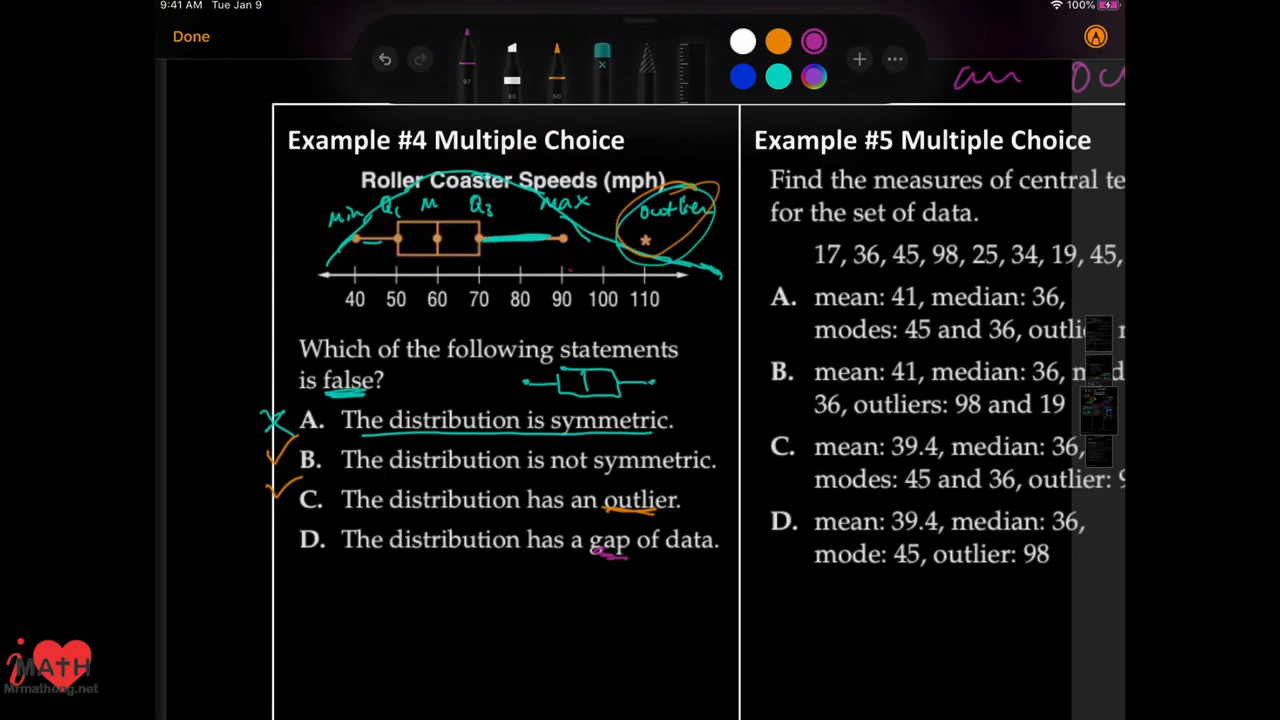 9:41 AM Tue Jan 9
100%
Done
97
80
50
an
Example #4 Multiple Choice
Roller Coaster Speeds (mph)
Min Q1 M Q3 Max outlier
*
40 50 60 70 80 90 100 110
Which of the following statements
is false?
A. The distribution is symmetric.
B. The distribution is not symmetric.
C. The distribution has an outlier.
D. The distribution has a gap of data.
Example #5 Multiple Choice
Find the measures of central te
for the set of data.
17, 36, 45, 98, 25, 34, 19, 45,
A. mean: 41, median: 36,
modes: 45 and 36, outli
B. mean: 41, median: 36, m
36, outliers: 98 and 19
C. mean: 39.4, median: 36,
modes: 45 and 36, outlier:
D. mean: 39.4, median: 36,
mode: 45, outlier: 98
i
MATH
Mrmatheng.net